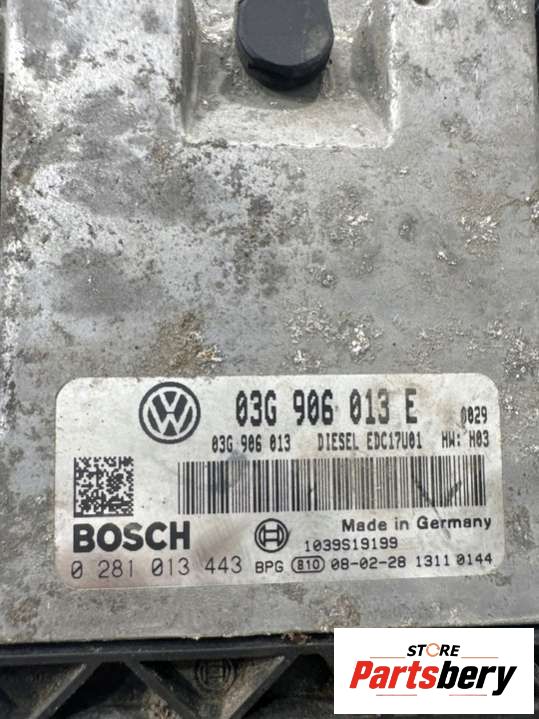 03G 906 013 E 0029
03G 906 013 DIESEL EDC17U01 HW: H03
Made in Germany
BOSCH 1039S19199
0 281 013 443 BPG 810 08-02-28 1311 0144
STORE
Partsbery